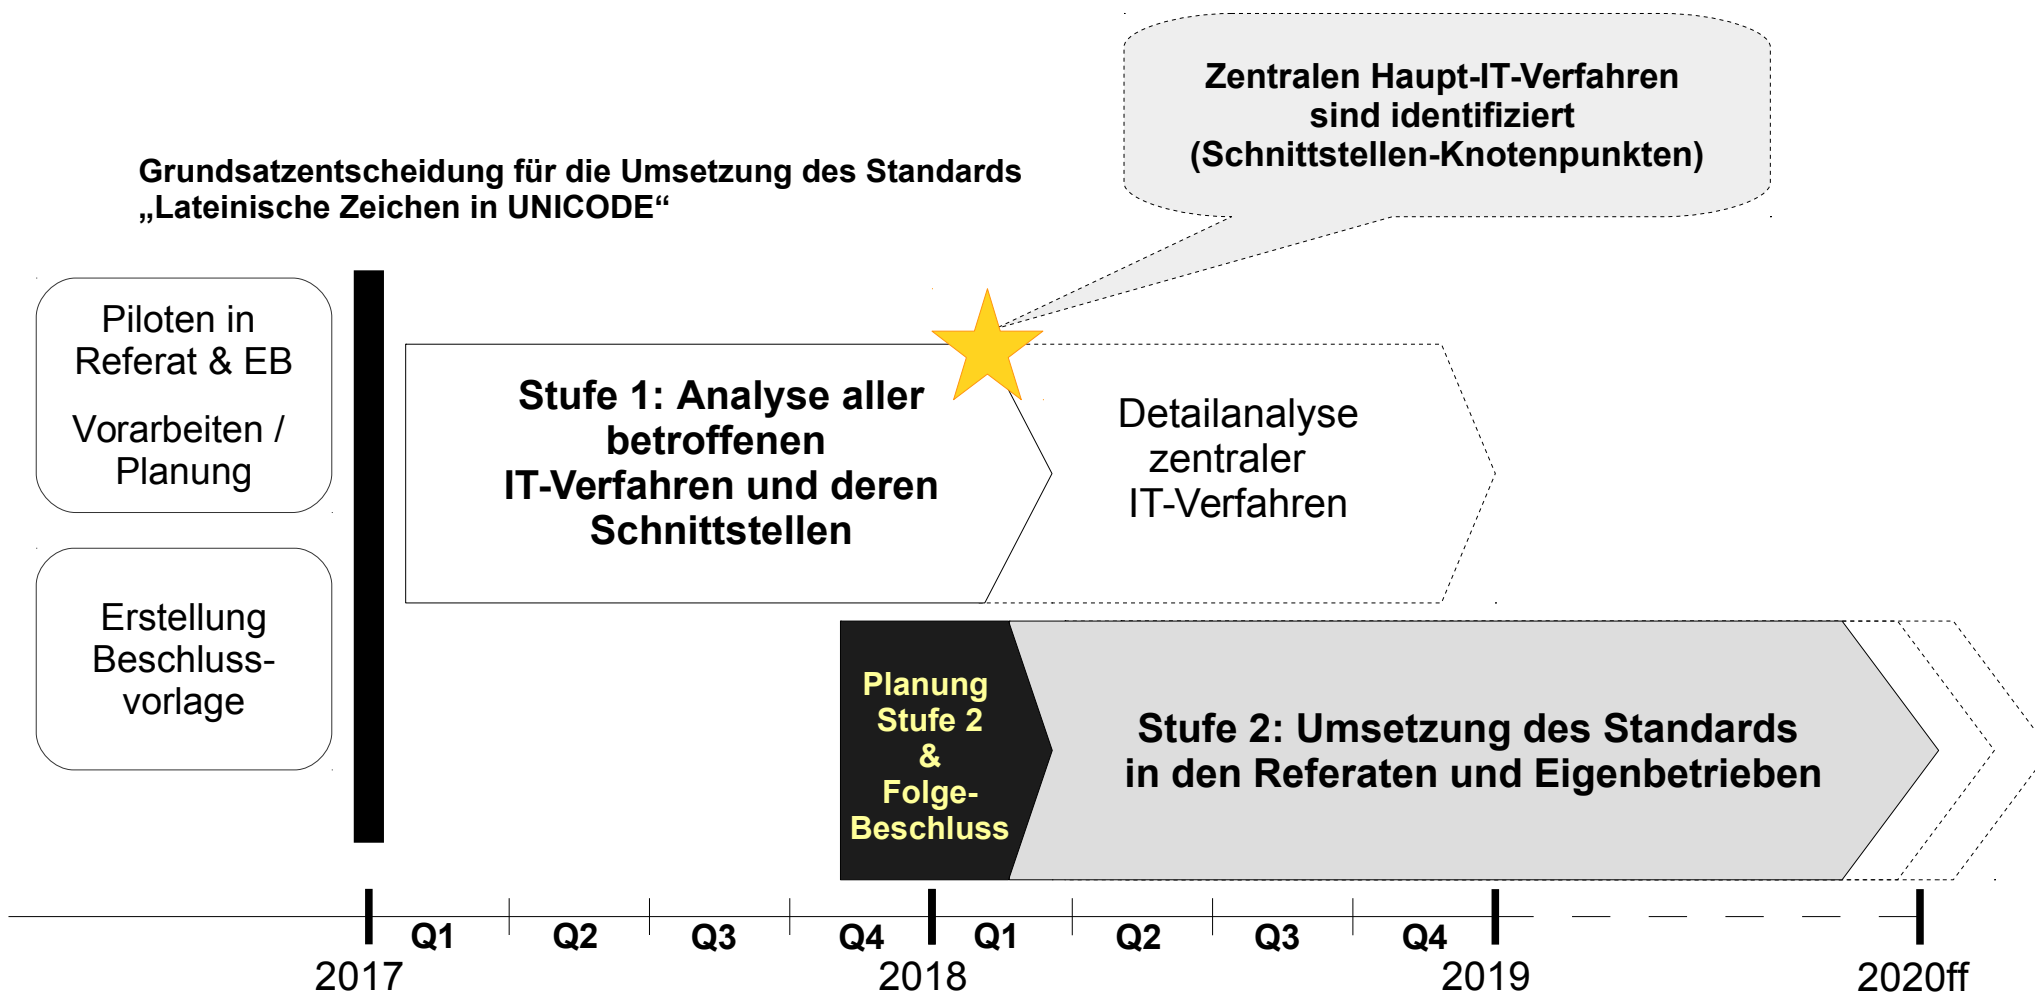 Zentralen Haupt-IT-Verfahren
sind identifiziert
(Schnittstellen-Knotenpunkten)
Grundsatzentscheidung für die Umsetzung des Standards
„Lateinische Zeichen in UNICODE“
Piloten in
Referat & EB
Vorarbeiten /
Planung
Erstellung
Beschluss-
vorlage
Stufe 1: Analyse aller
betroffenen
IT-Verfahren und deren
Schnittstellen
Detailanalyse
zentraler
IT-Verfahren
Planung
Stufe 2
&
Folge-
Beschluss
Stufe 2: Umsetzung des Standards
in den Referaten und Eigenbetrieben
Q1 Q2 Q3 Q4 Q1 Q2 Q3 Q4
2017 2018 2019 2020ff